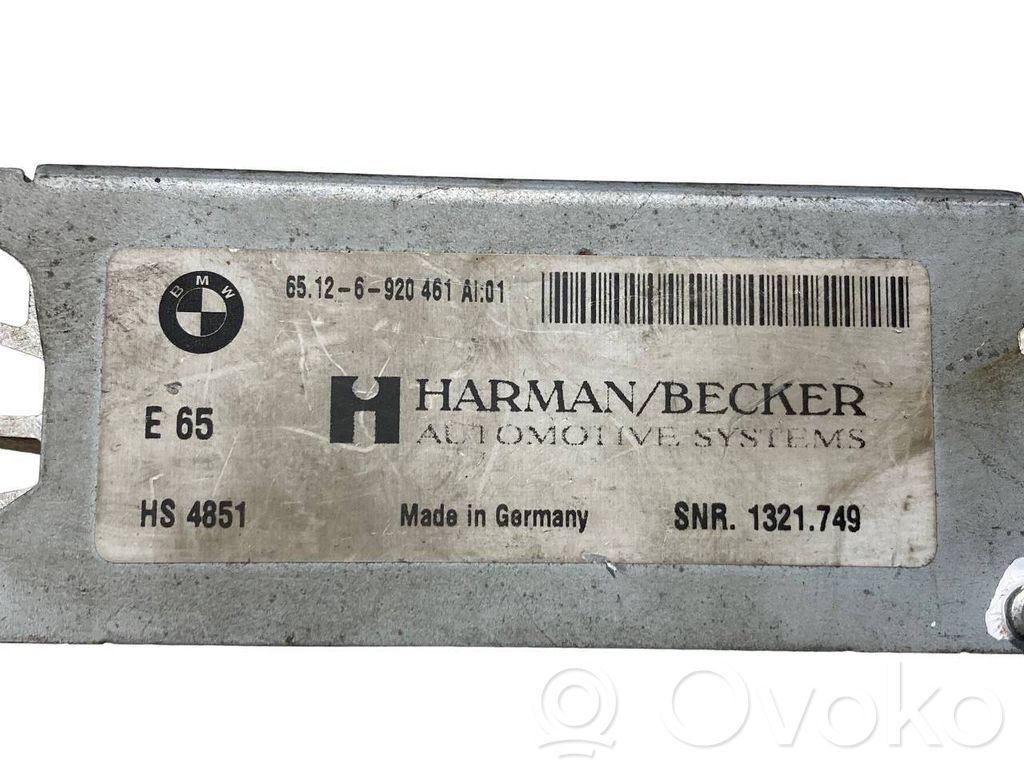 BMW
65.12-6-920 461 AI:01
HARMAN/BECKER
AUTOMOTIVE SYSTEMS
E 65
HS 4851
Made in Germany
SNR. 1321.749
Ovoko